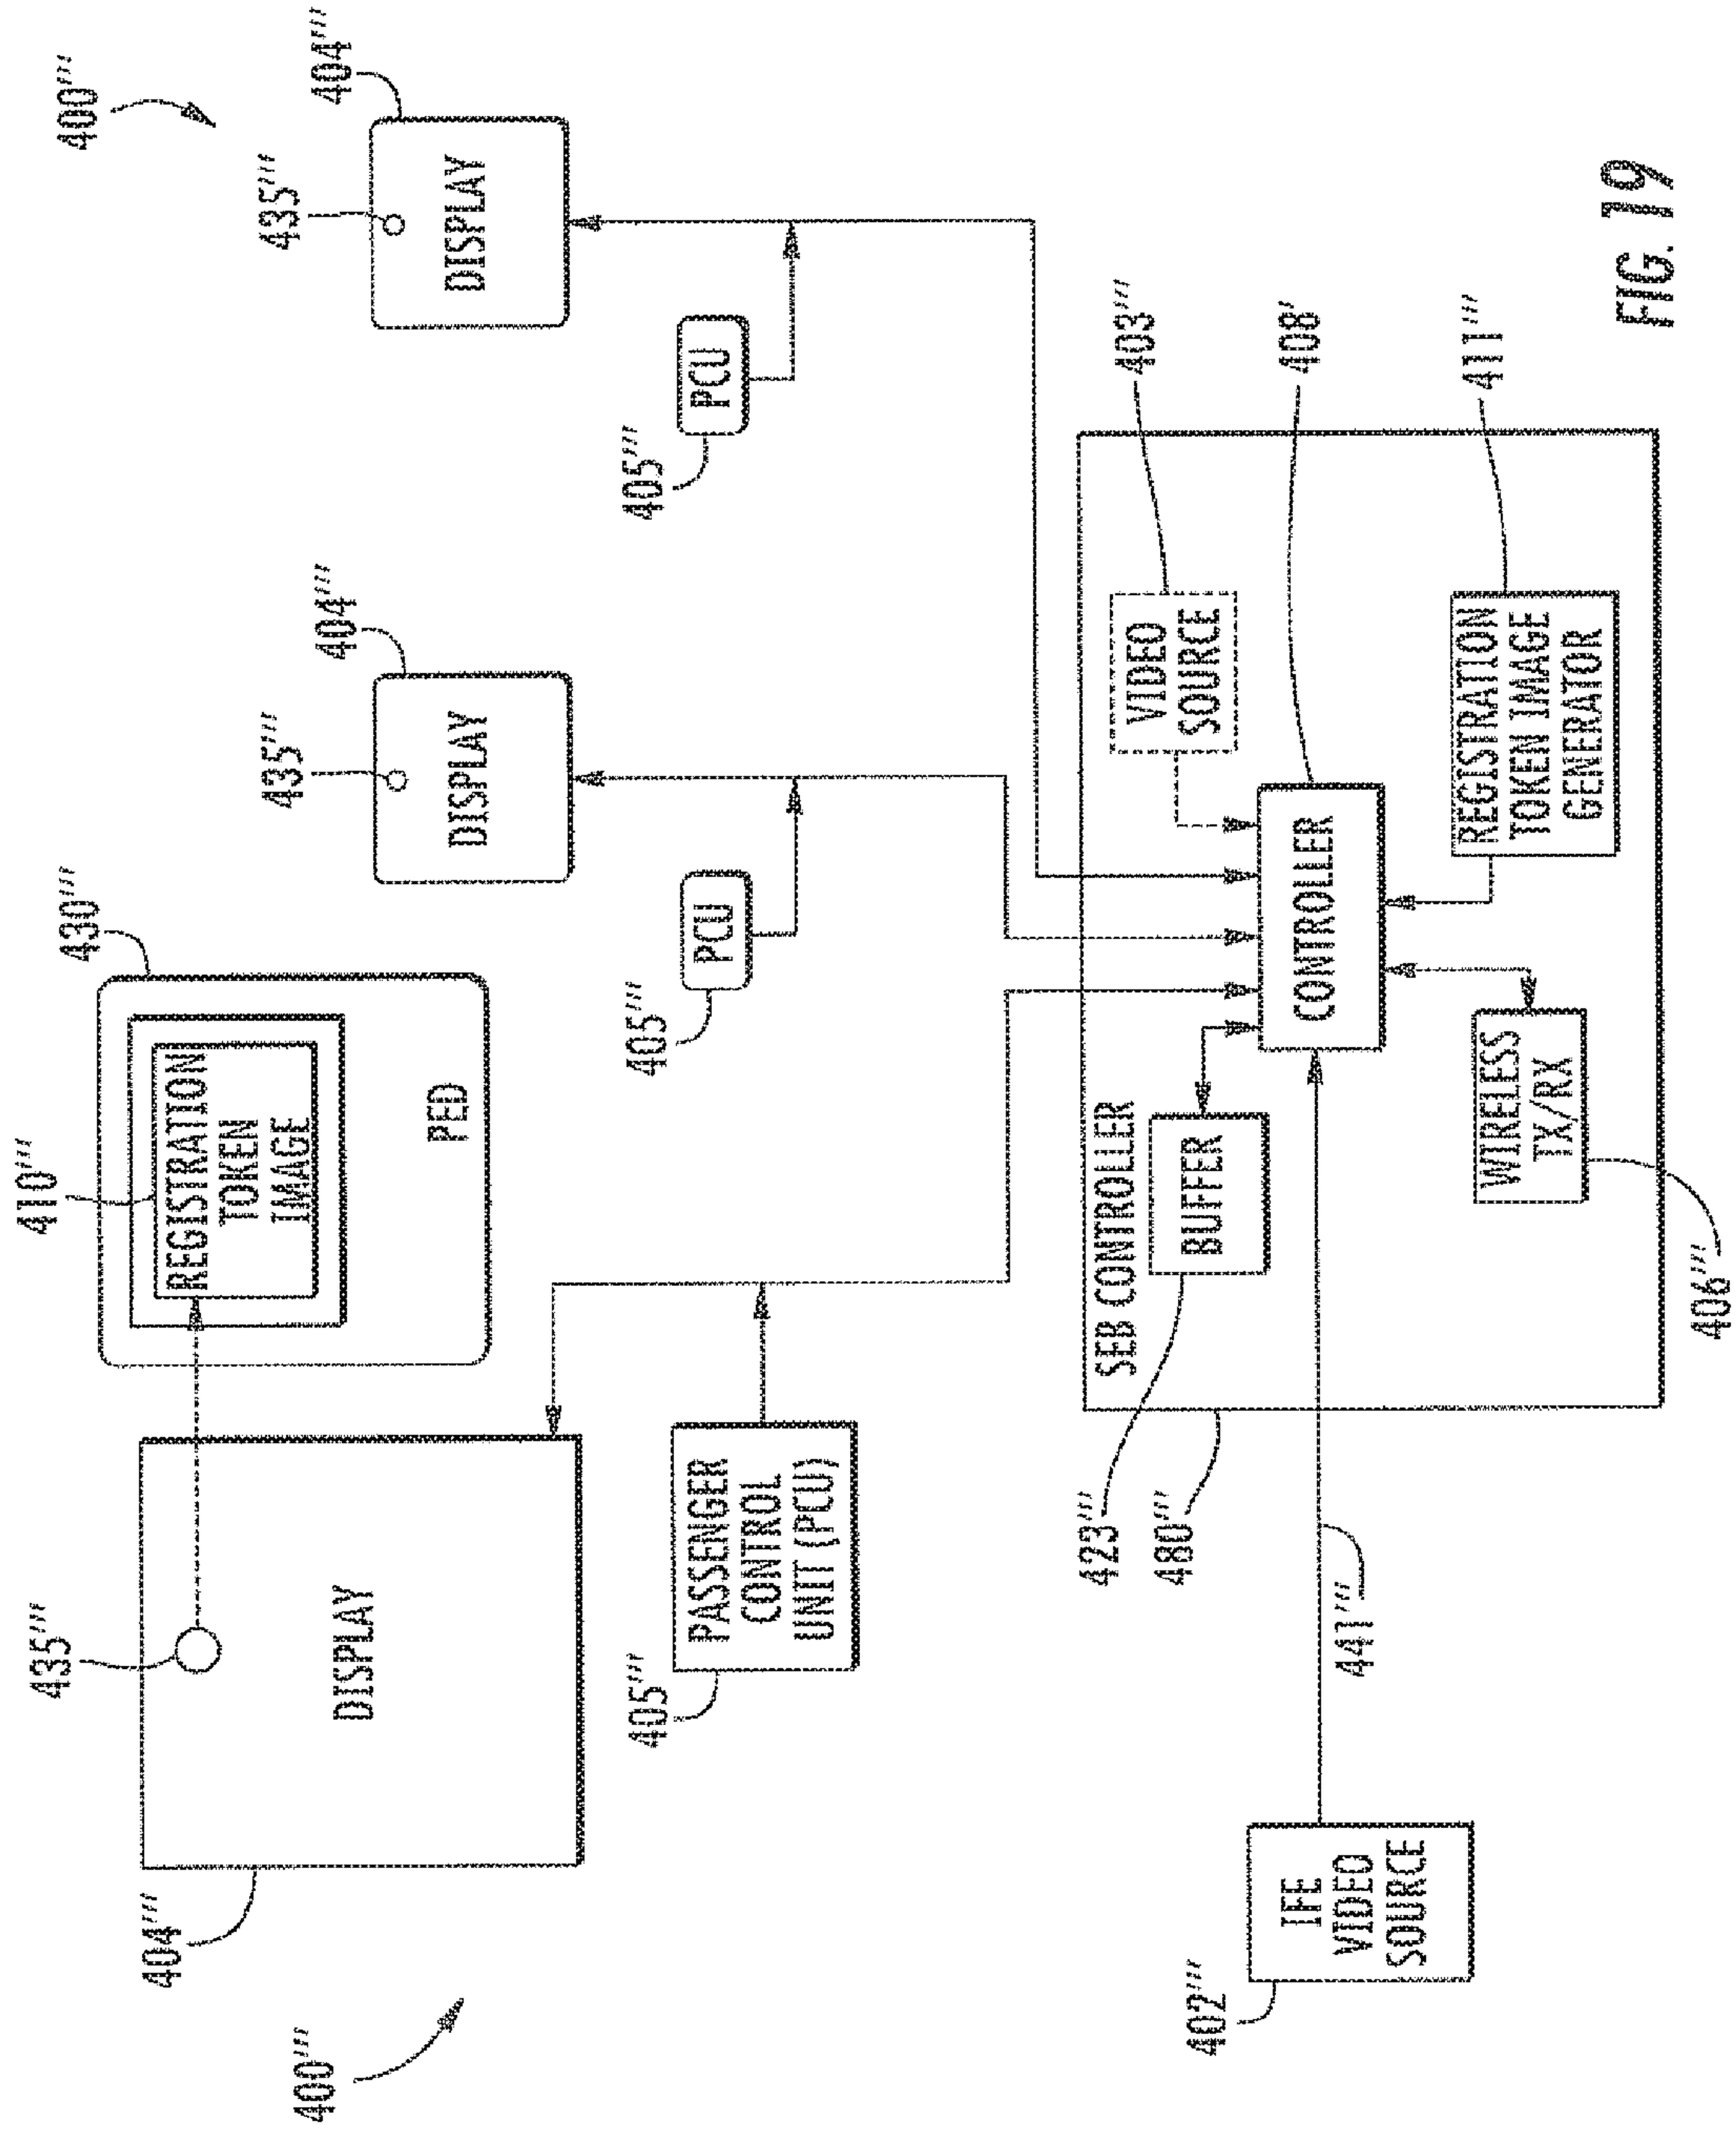 400'''
410'''
430'''
435'''
REGISTRATION
TOKEN
IMAGE
PED
DISPLAY
404'''
435'''
404'''
DISPLAY
435'''
404'''
DISPLAY
400'''
405'''
PASSENGER
CONTROL
UNIT (PCU)
405'''
PCU
405'''
PCU
402'''
IFE
VIDEO
SOURCE
441'''
480'''
423'''
SEB CONTROLLER
BUFFER
VIDEO
SOURCE
403'''
CONTROLLER
408'
WIRELESS
TX/RX
406'''
REGISTRATION
TOKEN IMAGE
GENERATOR
411'''
FIG. 19